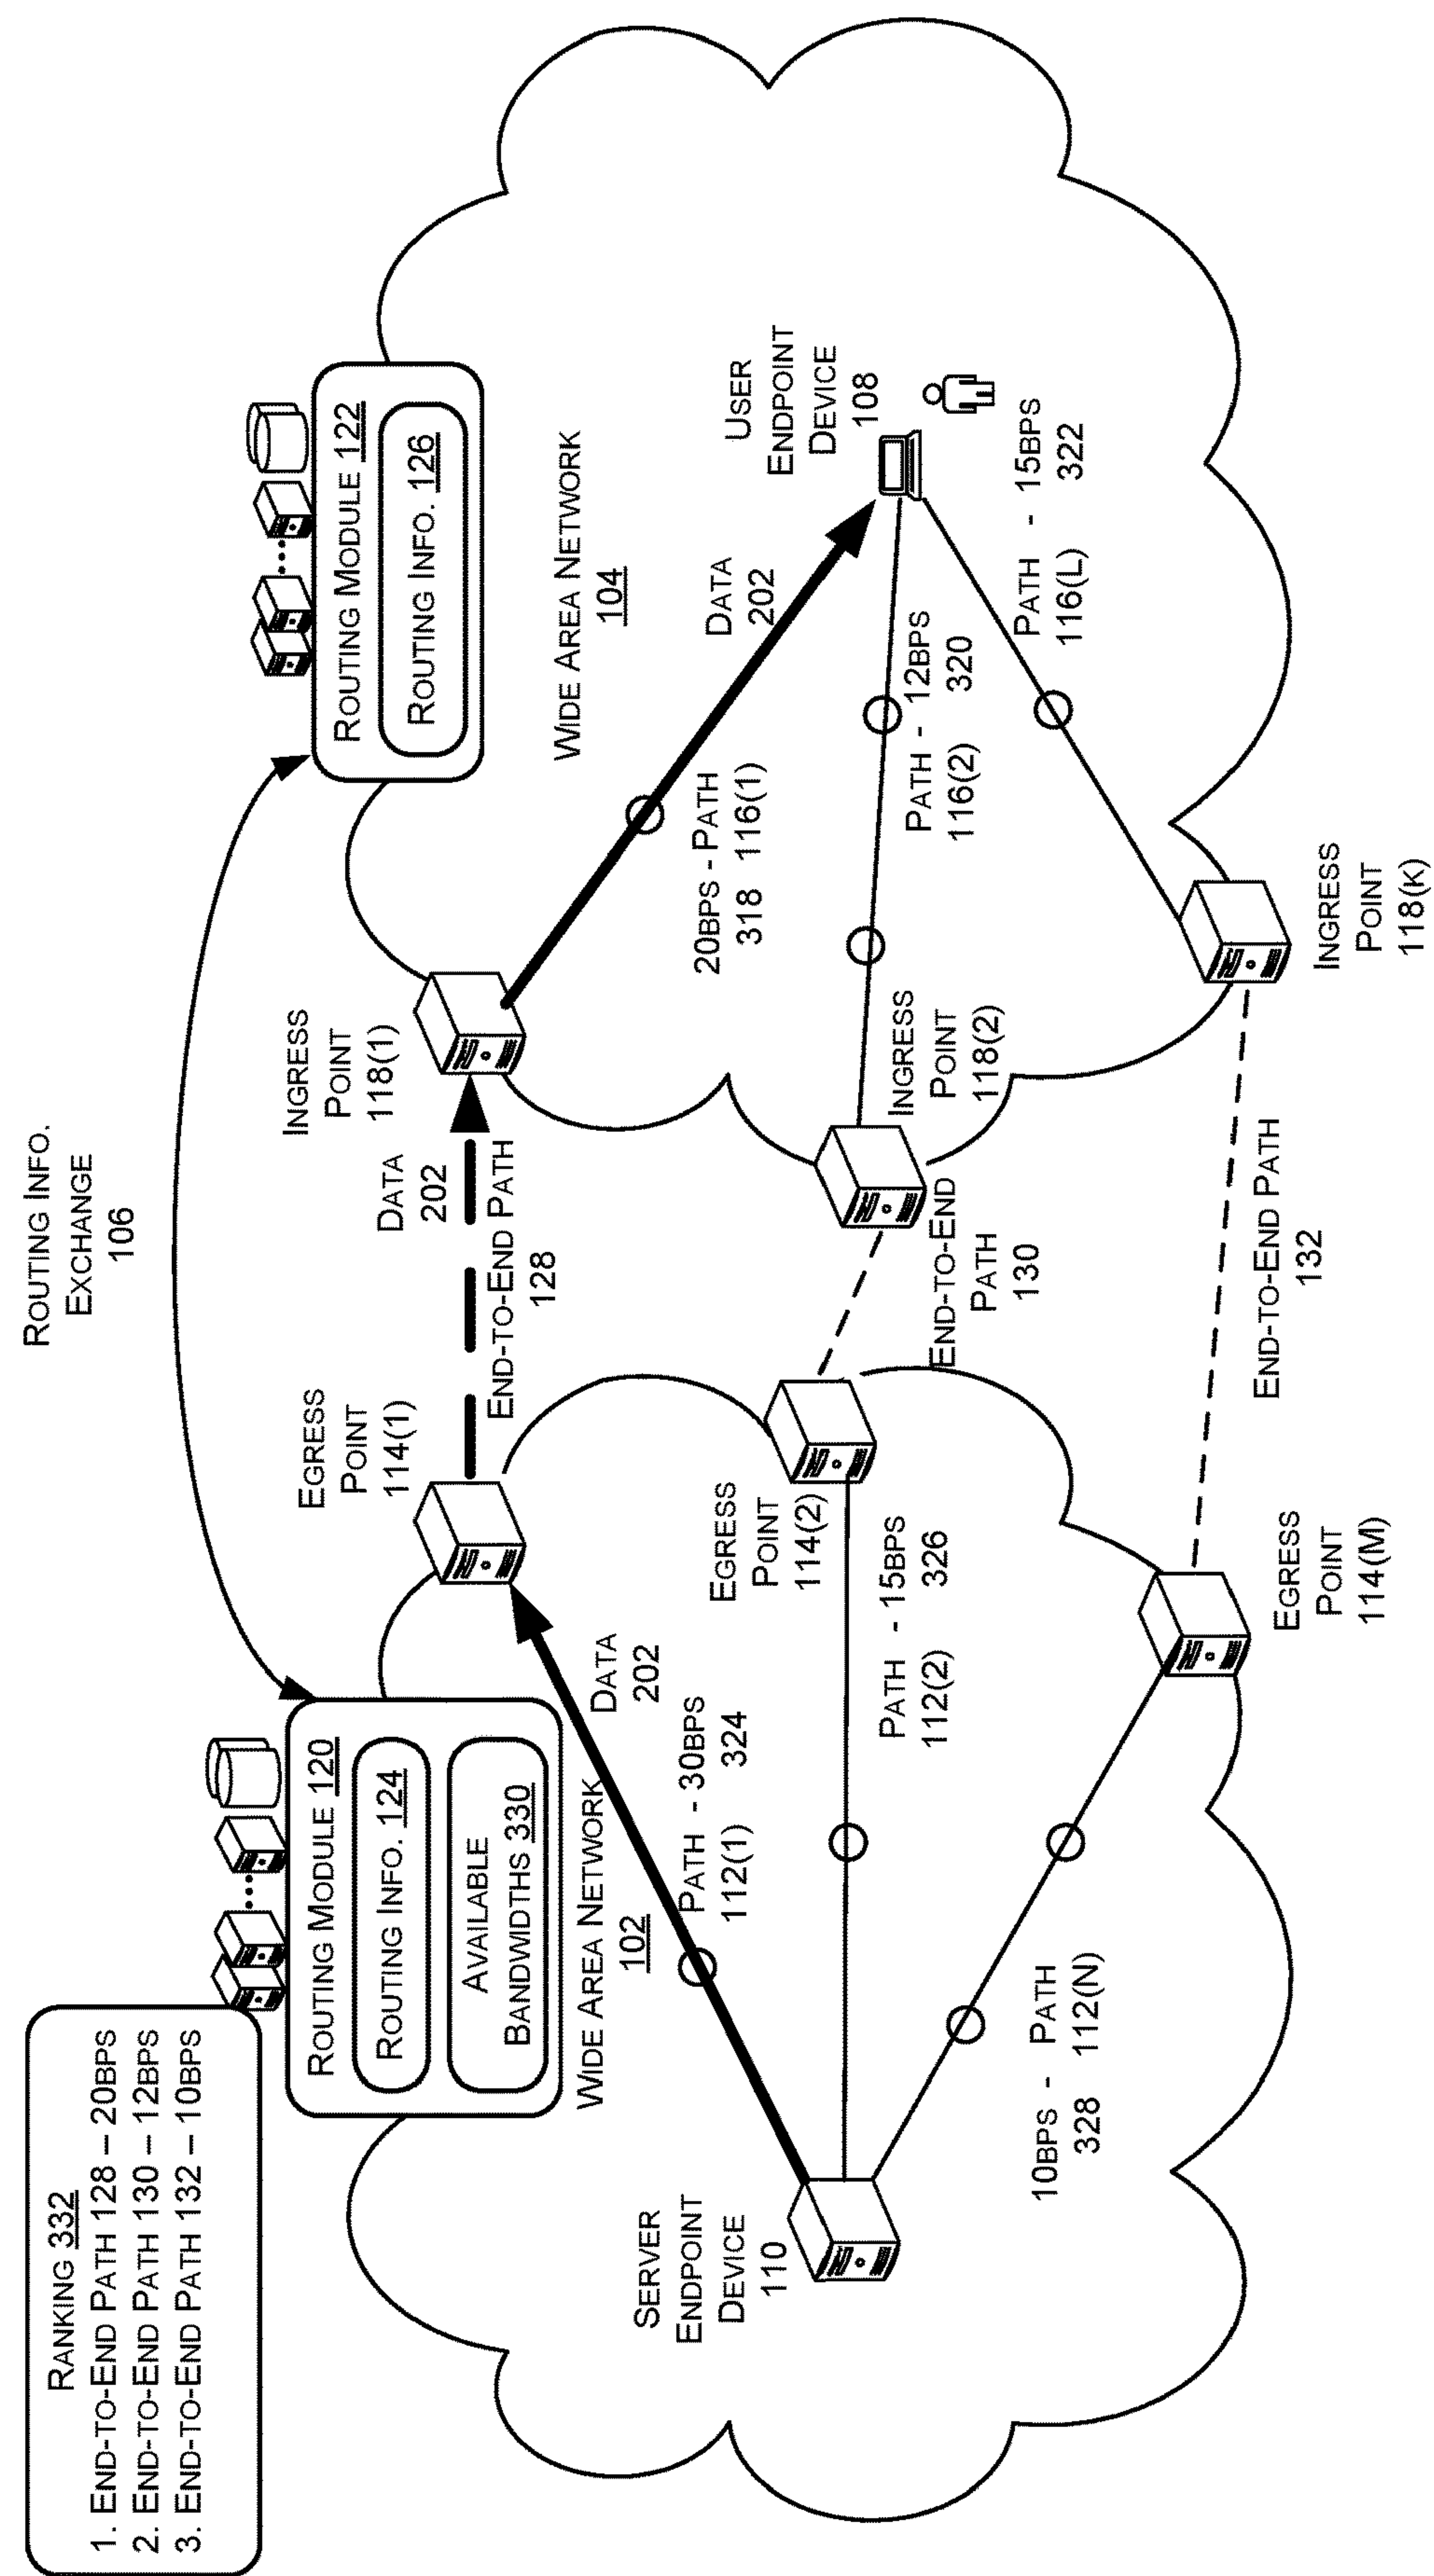 RANKING 332
1. END-TO-END PATH 128 – 20BPS
2. END-TO-END PATH 130 – 12BPS
3. END-TO-END PATH 132 – 10BPS
ROUTING INFO.
EXCHANGE
106
ROUTING MODULE 120
ROUTING INFO. 124
AVAILABLE
BANDWIDTHS 330
WIDE AREA NETWORK
102
ROUTING MODULE 122
ROUTING INFO. 126
WIDE AREA NETWORK
104
EGRESS
POINT
114(1)
DATA
202
END-TO-END PATH
128
INGRESS
POINT
118(1)
DATA
202
PATH - 30BPS
112(1) 324
20BPS - PATH
318 116(1)
DATA
202
USER
ENDPOINT
DEVICE
108
SERVER
ENDPOINT
DEVICE
110
EGRESS
POINT
114(2)
PATH - 15BPS
112(2) 326
END-TO-END
PATH
130
INGRESS
POINT
118(2)
PATH - 12BPS
116(2) 320
PATH - 15BPS
116(L) 322
10BPS - PATH
328 112(N)
EGRESS
POINT
114(M)
END-TO-END PATH
132
INGRESS
POINT
118(K)